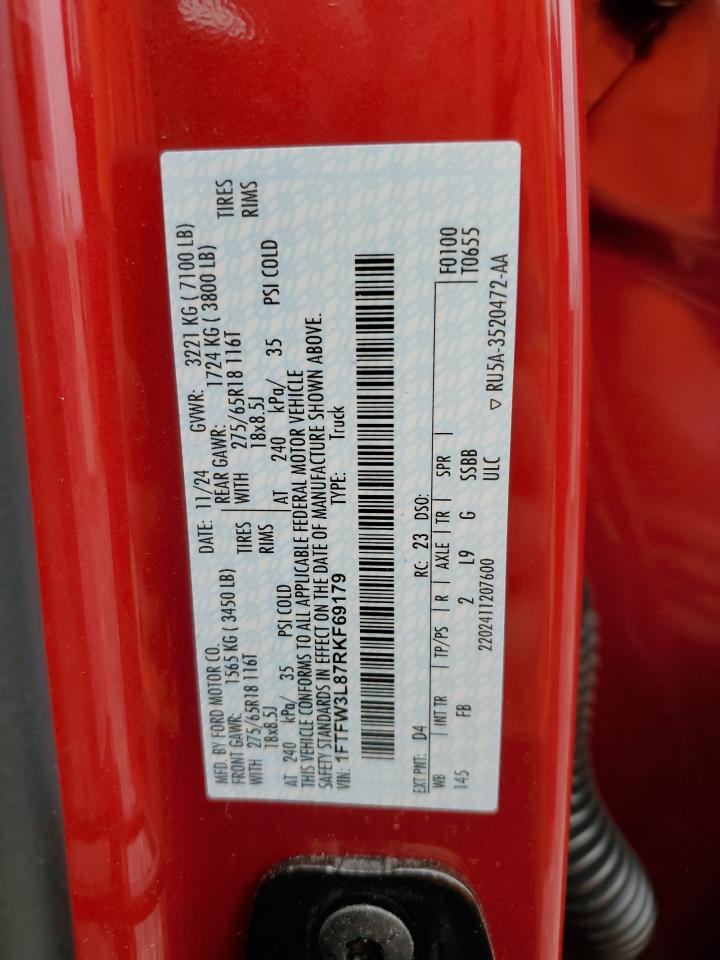 MFD. BY FORD MOTOR CO.
DATE: 11/24 GVWR: 3221 KG ( 7100 LB)
FRONT GAWR: 1565 KG ( 3450 LB) REAR GAWR: 1724 KG ( 3800 LB)
WITH 275/65R18 116T TIRES WITH 275/65R18 116T TIRES
18x8.5J RIMS 18x8.5J RIMS
AT 240 kPa/ 35 PSI COLD AT 240 kPa/ 35 PSI COLD
THIS VEHICLE CONFORMS TO ALL APPLICABLE FEDERAL MOTOR VEHICLE
SAFETY STANDARDS IN EFFECT ON THE DATE OF MANUFACTURE SHOWN ABOVE.
VIN: 1FTFW3L87RKF69179 TYPE: Truck
F0100
T0655
EXT PNT: D4 RC: 23 DSO:
WB INT TR TP/PS R AXLE TR SPR
145 FB 2 L9 G SSBB
2202411207600 ULC ▽ RU5A-3520472-AA